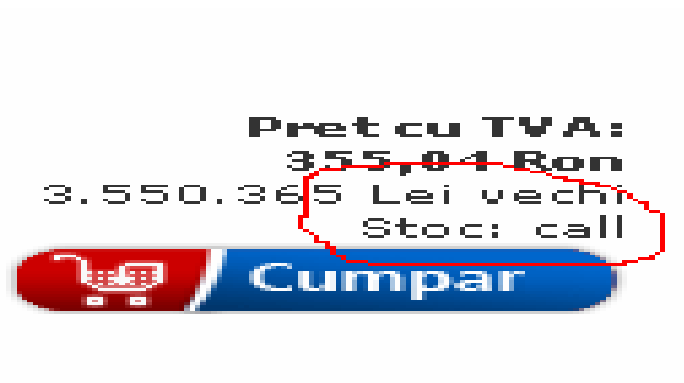 Pret cu TVA:
355,04 Ron
3.550.365 Lei vechi
Stoc: call
Cumpar